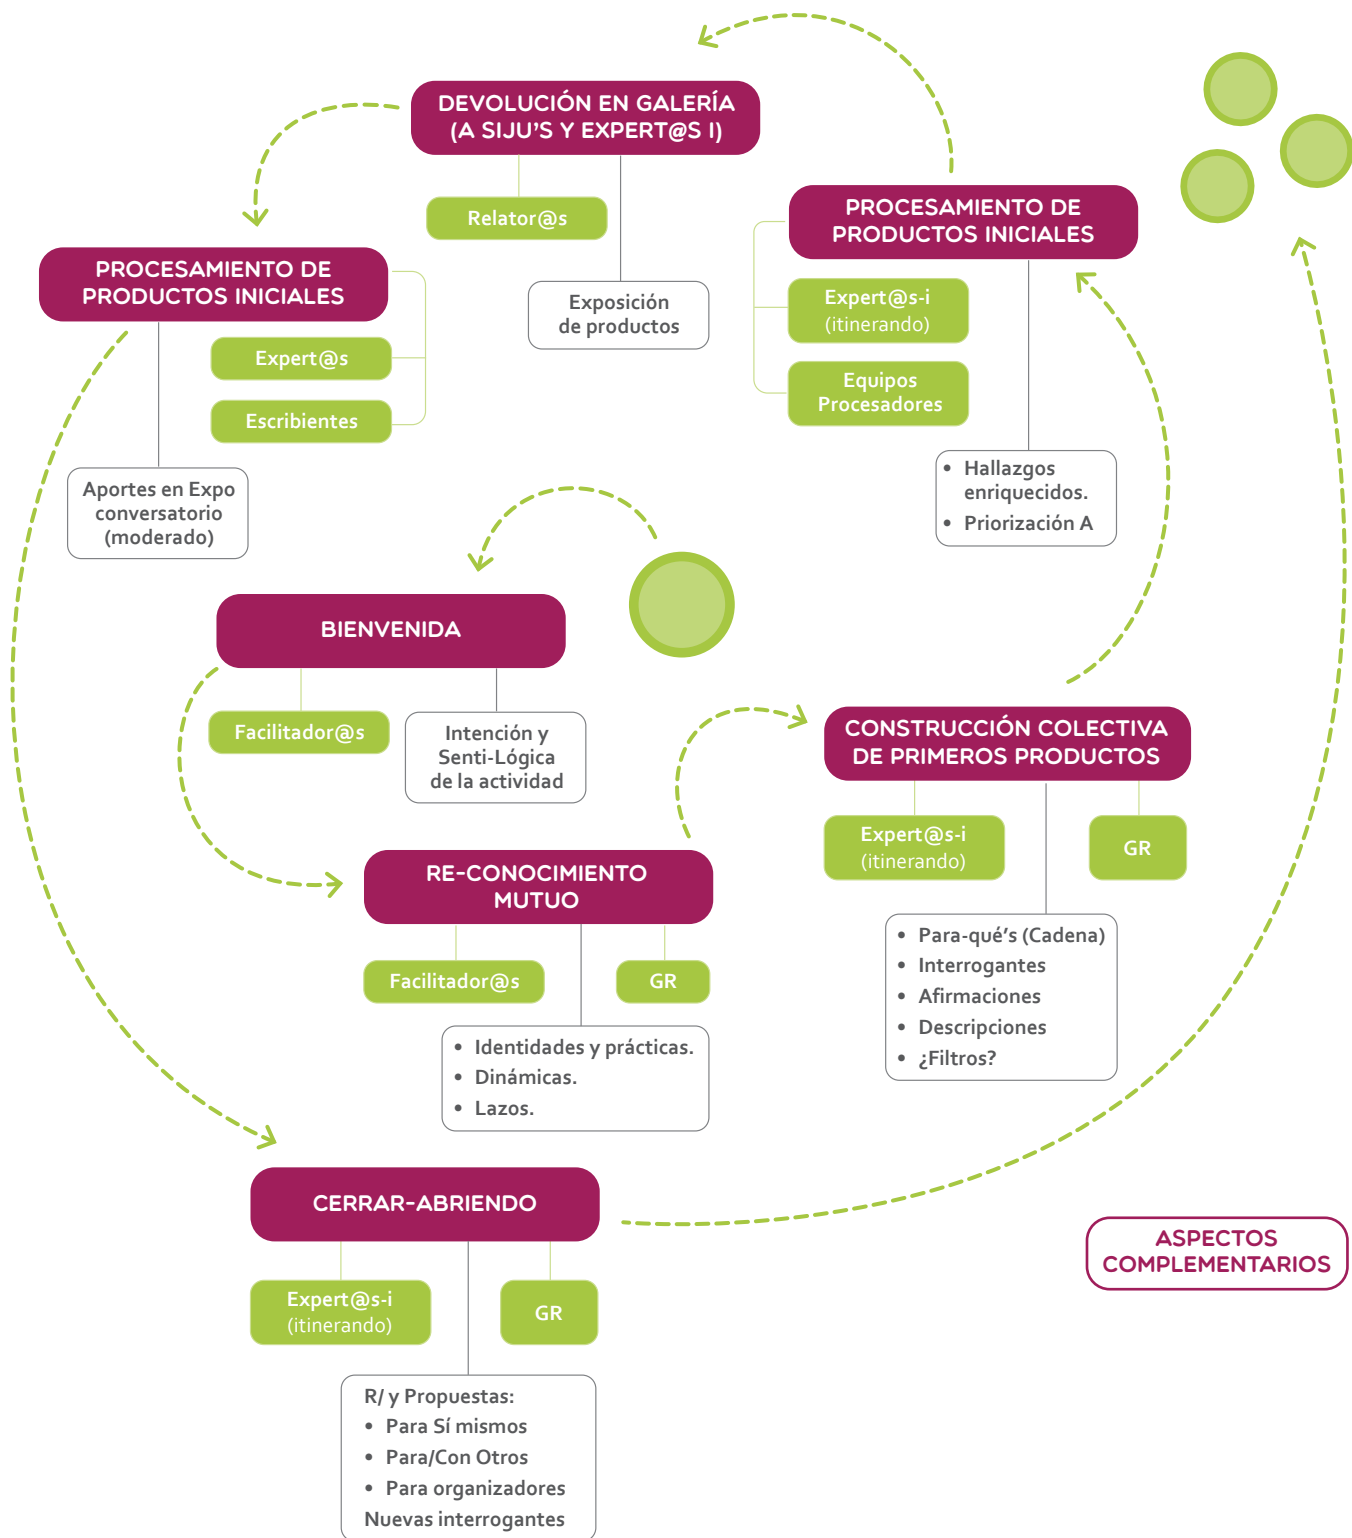 DEVOLUCIÓN EN GALERÍA
(A SIJU'S Y EXPERT@S I)
Relator@s
Exposición
de productos
PROCESAMIENTO DE
PRODUCTOS INICIALES
Expert@s-i
(itinerando)
Equipos
Procesadores
• Hallazgos
enriquecidos.
• Priorización A
PROCESAMIENTO DE
PRODUCTOS INICIALES
Expert@s
Escribientes
Aportes en Expo
conversatorio
(moderado)
BIENVENIDA
Facilitador@s
Intención y
Senti-Lógica
de la actividad
CONSTRUCCIÓN COLECTIVA
DE PRIMEROS PRODUCTOS
Expert@s-i
(itinerando)
GR
• Para-qué's (Cadena)
• Interrogantes
• Afirmaciones
• Descripciones
• ¿Filtros?
RE-CONOCIMIENTO
MUTUO
Facilitador@s
GR
• Identidades y prácticas.
• Dinámicas.
• Lazos.
CERRAR-ABRIENDO
Expert@s-i
(itinerando)
GR
R/ y Propuestas:
• Para Sí mismos
• Para/Con Otros
• Para organizadores
Nuevas interrogantes
ASPECTOS
COMPLEMENTARIOS